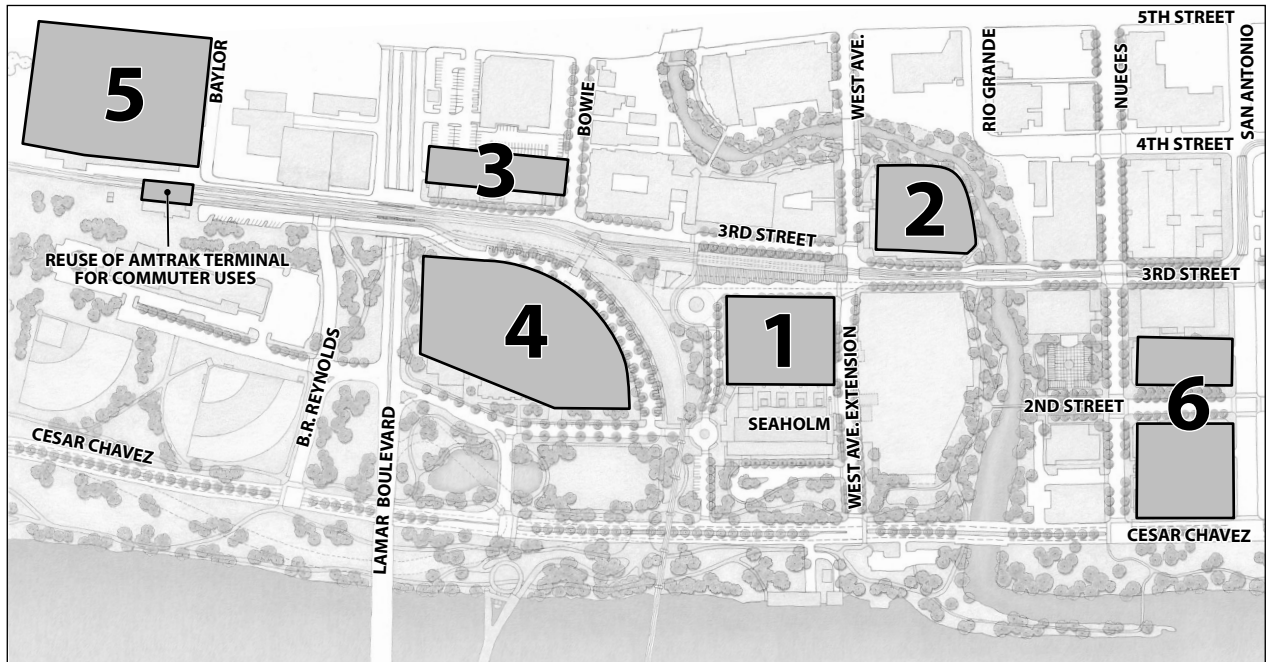 5TH STREET
BAYLOR
5
BOWIE
WEST AVE.
RIO GRANDE
NUECES
SAN ANTONIO
4TH STREET
3
2
REUSE OF AMTRAK TERMINAL
FOR COMMUTER USES
3RD STREET
3RD STREET
4
1
B.R. REYNOLDS
LAMAR BOULEVARD
SEAHOLM
WEST AVE. EXTENSION
2ND STREET
6
CESAR CHAVEZ
CESAR CHAVEZ